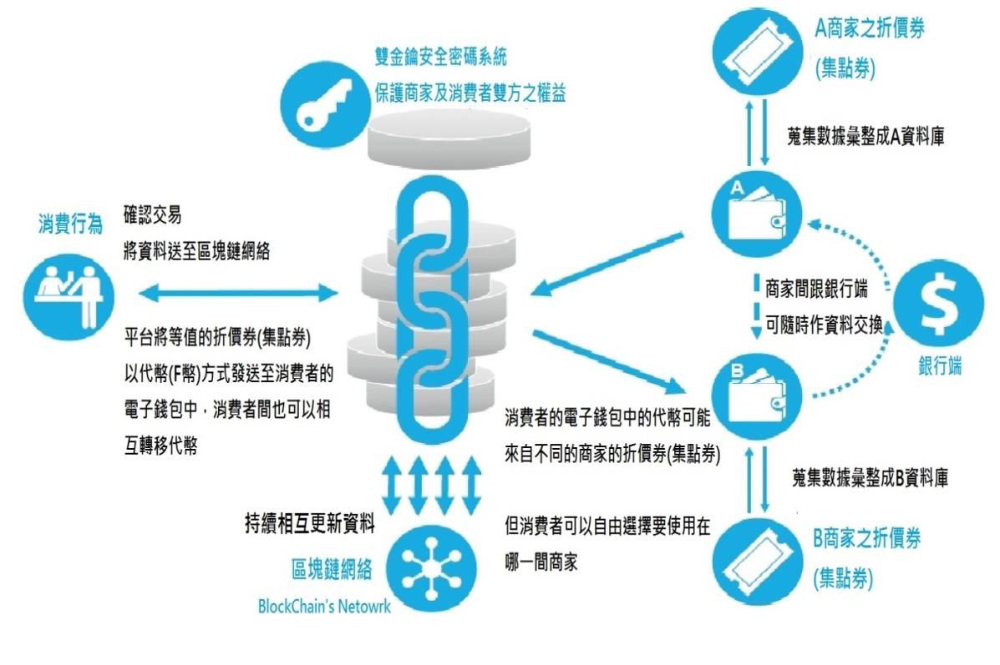 雙金鑰安全密碼系統
保護商家及消費者雙方之權益
A商家之折價券
(集點券)
蒐集數據彙整成A資料庫
A
消費行為
確認交易
將資料送至區塊鏈網絡
平台將等值的折價券(集點券)
以代幣(F幣)方式發送至消費者的
電子錢包中，消費者間也可以相
互轉移代幣
商家間跟銀行端
可隨時作資料交換
$
銀行端
B
消費者的電子錢包中的代幣可能
來自不同的商家的折價券(集點券)
但消費者可以自由選擇要使用在
哪一間商家
蒐集數據彙整成B資料庫
B商家之折價券
(集點券)
持續相互更新資料
區塊鏈網絡
BlockChain's Netowrk